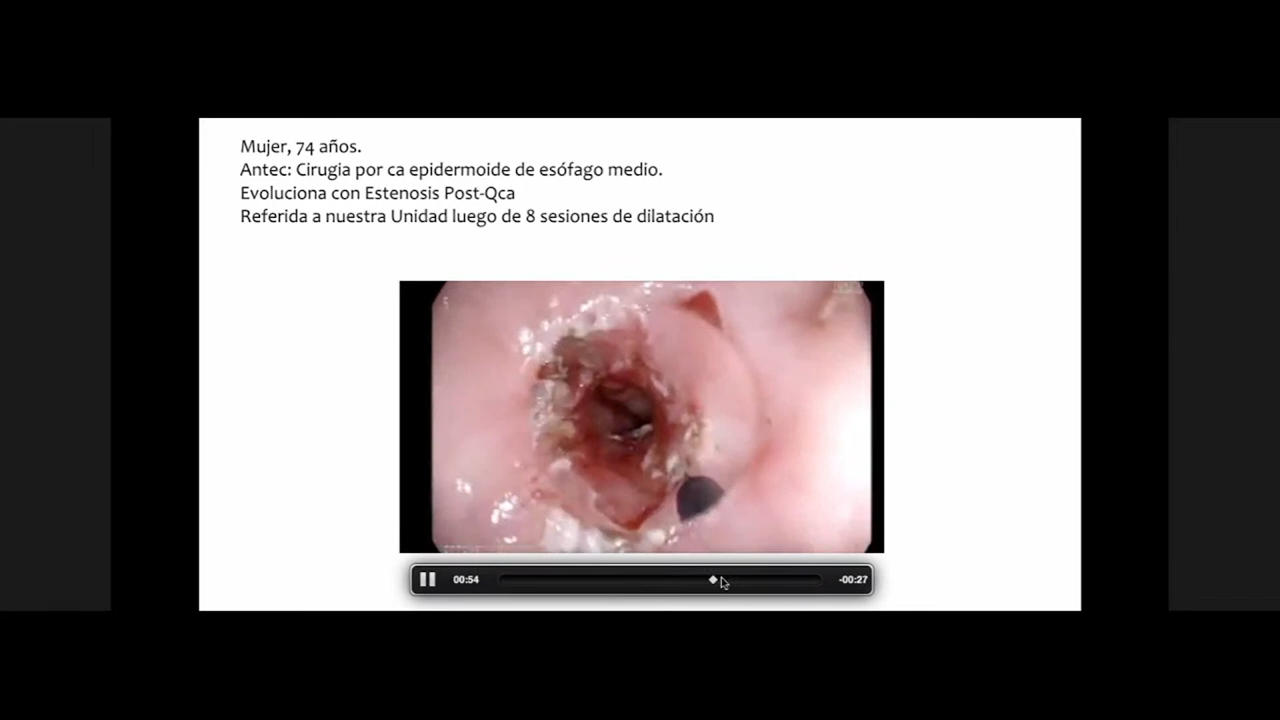 Mujer, 74 años.
Antec: Cirugia por ca epidermoide de esófago medio.
Evoluciona con Estenosis Post-Qca
Referida a nuestra Unidad luego de 8 sesiones de dilatación
00:54
-00:27